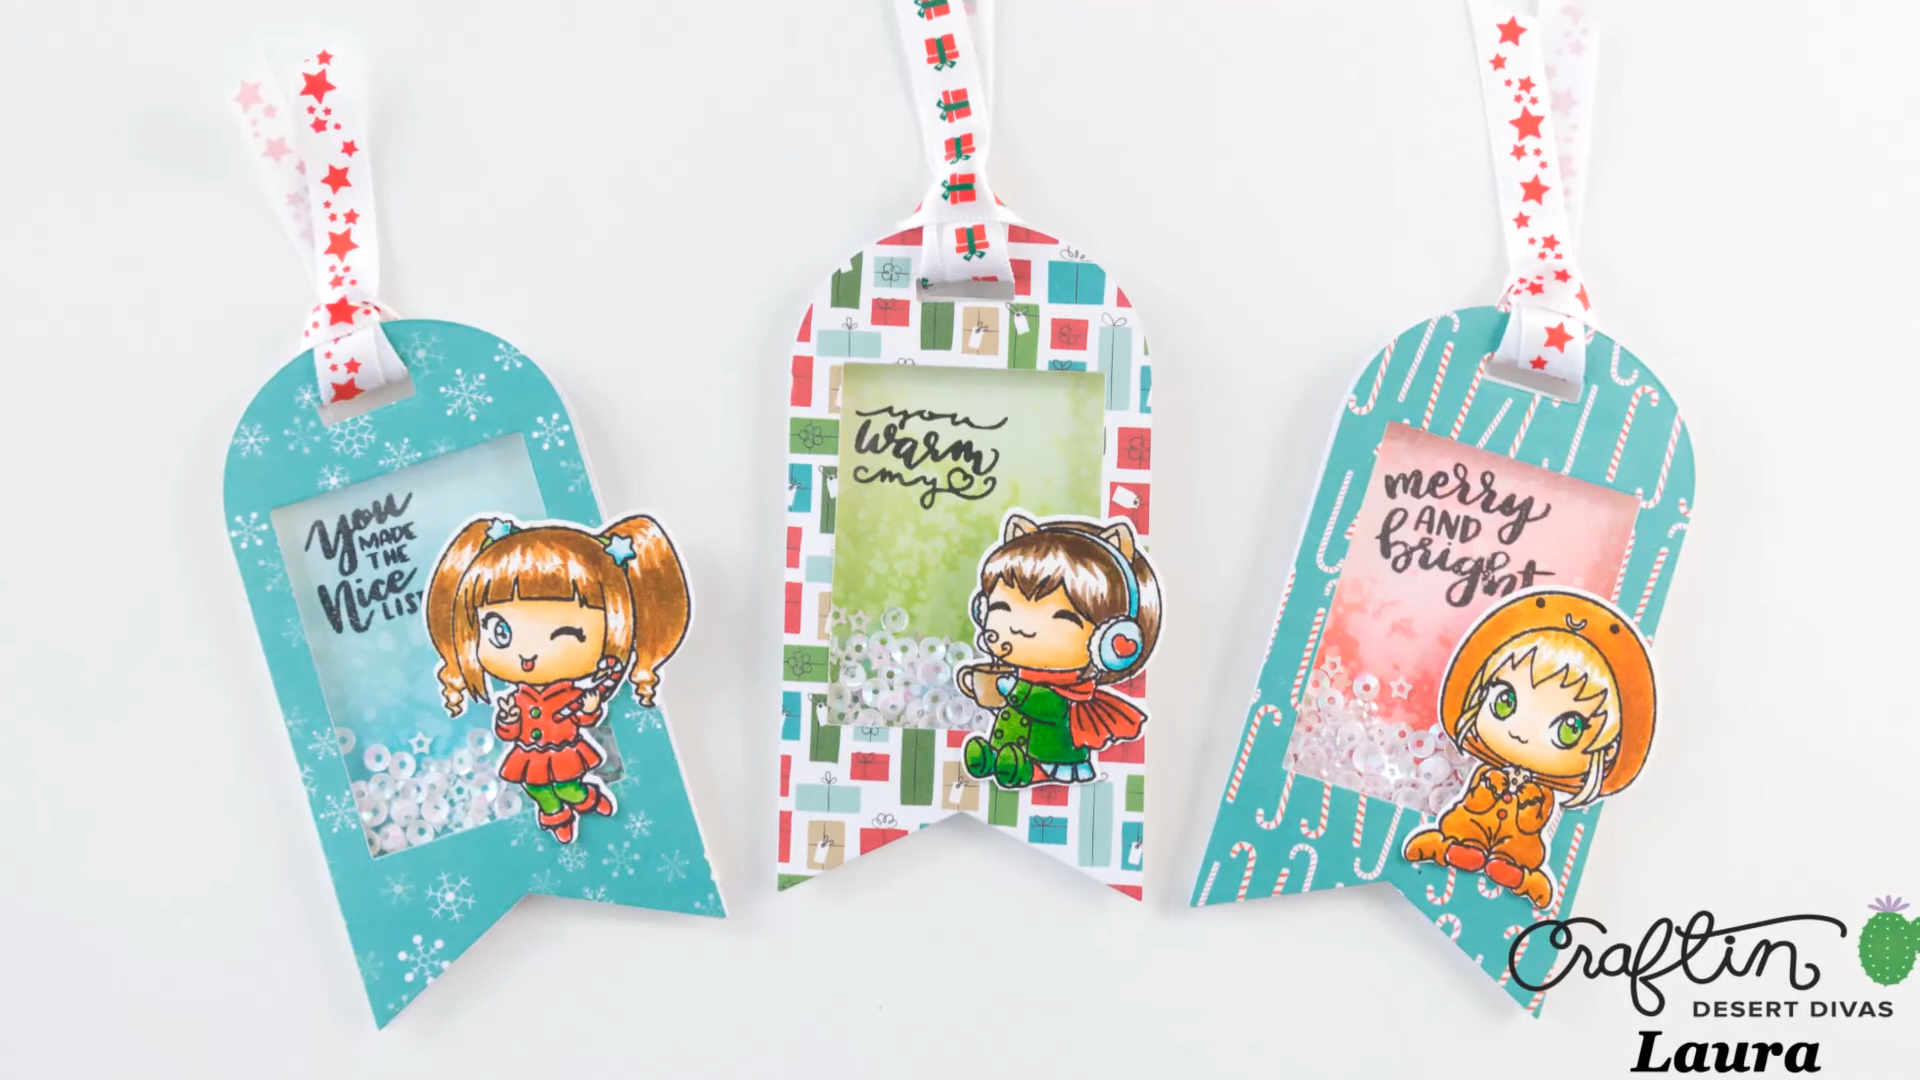 you
MADE
THE
Nice
LIST
you
warm
my
merry
AND
bright
Craftin
DESERT DIVAS
Laura